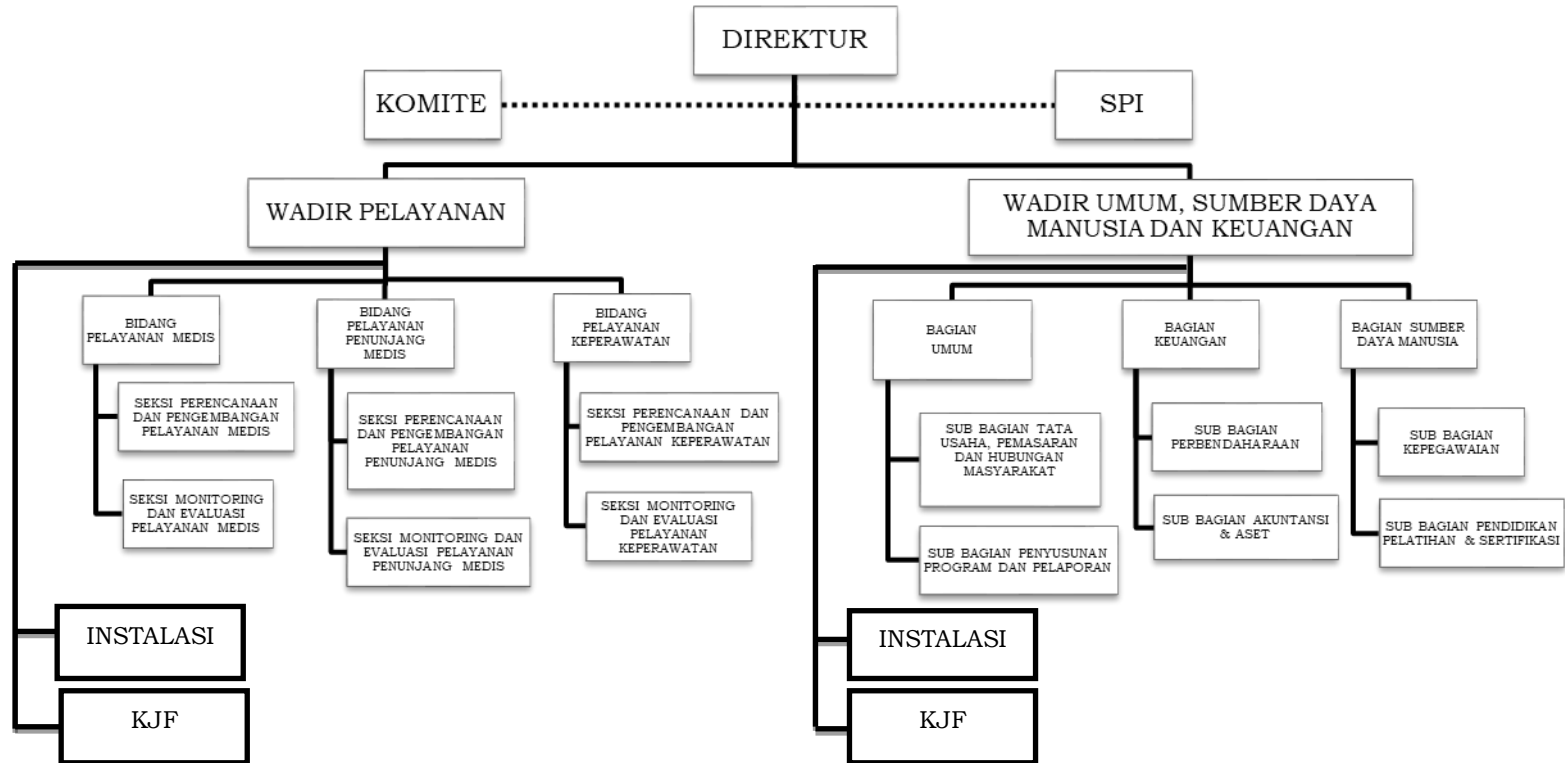 DIREKTUR
KOMITE
SPI
WADIR PELAYANAN
WADIR UMUM, SUMBER DAYA
MANUSIA DAN KEUANGAN
BIDANG
PELAYANAN MEDIS
BIDANG
PELAYANAN
PENUNJANG
MEDIS
BIDANG
PELAYANAN
KEPERAWATAN
BAGIAN
UMUM
BAGIAN
KEUANGAN
BAGIAN SUMBER
DAYA MANUSIA
SEKSI PERENCANAAN
DAN PENGEMBANGAN
PELAYANAN MEDIS
SEKSI PERENCANAAN
DAN PENGEMBANGAN
PELAYANAN
PENUNJANG MEDIS
SEKSI PERENCANAAN DAN
PENGEMBANGAN
PELAYANAN KEPERAWATAN
SUB BAGIAN TATA
USAHA, PEMASARAN
DAN HUBUNGAN
MASYARAKAT
SUB BAGIAN
PERBENDAHARAAN
SUB BAGIAN
KEPEGAWAIAN
SEKSI MONITORING
DAN EVALUASI
PELAYANAN MEDIS
SEKSI MONITORING DAN
EVALUASI PELAYANAN
PENUNJANG MEDIS
SEKSI MONITORING
DAN EVALUASI
PELAYANAN
KEPERAWATAN
SUB BAGIAN PENYUSUNAN
PROGRAM DAN PELAPORAN
SUB BAGIAN AKUNTANSI
& ASET
SUB BAGIAN PENDIDIKAN
PELATIHAN & SERTIFIKASI
INSTALASI
KJF
INSTALASI
KJF